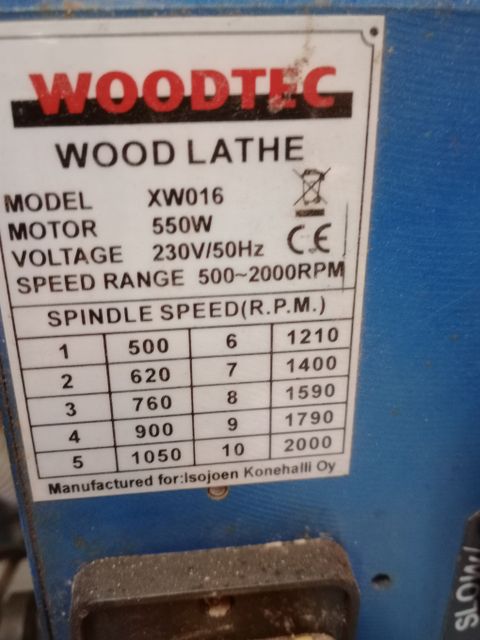 WOODTEC
WOOD LATHE
MODEL XW016
MOTOR 550W
VOLTAGE 230V/50Hz
CE
SPEED RANGE 500~2000RPM
SPINDLE SPEED(R.P.M.)
1 500 6 1210
2 620 7 1400
3 760 8 1590
4 900 9 1790
5 1050 10 2000
Manufactured for:Isojoen Konehalli Oy
SLOW